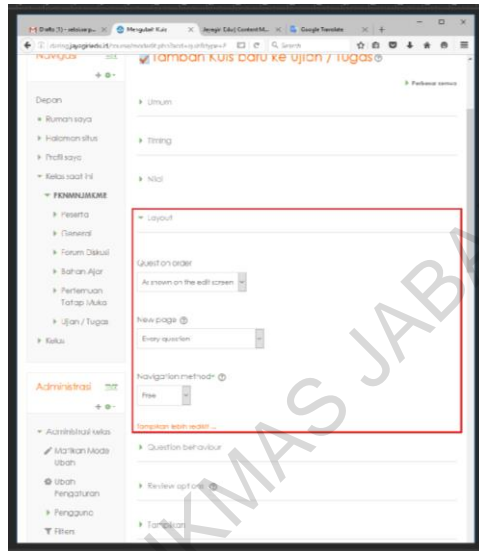 Mengubah Kuis
Google Translate
Search
Navigasi
Tambah Kuis baru ke Ujian / Tugas
Perbesar semua
Depan
Rumah saya
Halaman situs
Profil saya
Kelas saat ini
PKNMNJMKME
Peserta
General
Forum Diskusi
Bahan Ajar
Pertemuan
Tatap Muka
Ujian / Tugas
Kelas
Umum
Timing
Nilai
Layout
Question order
As shown on the edit screen
New page
Every question
Navigation method*
Free
Tampilkan lebih sedikit ...
Question behaviour
Review options
Tampilkan
Administrasi
Administrasi kelas
Matikan Mode
Ubah
Ubah
Pengaturan
Pengguna
Filters